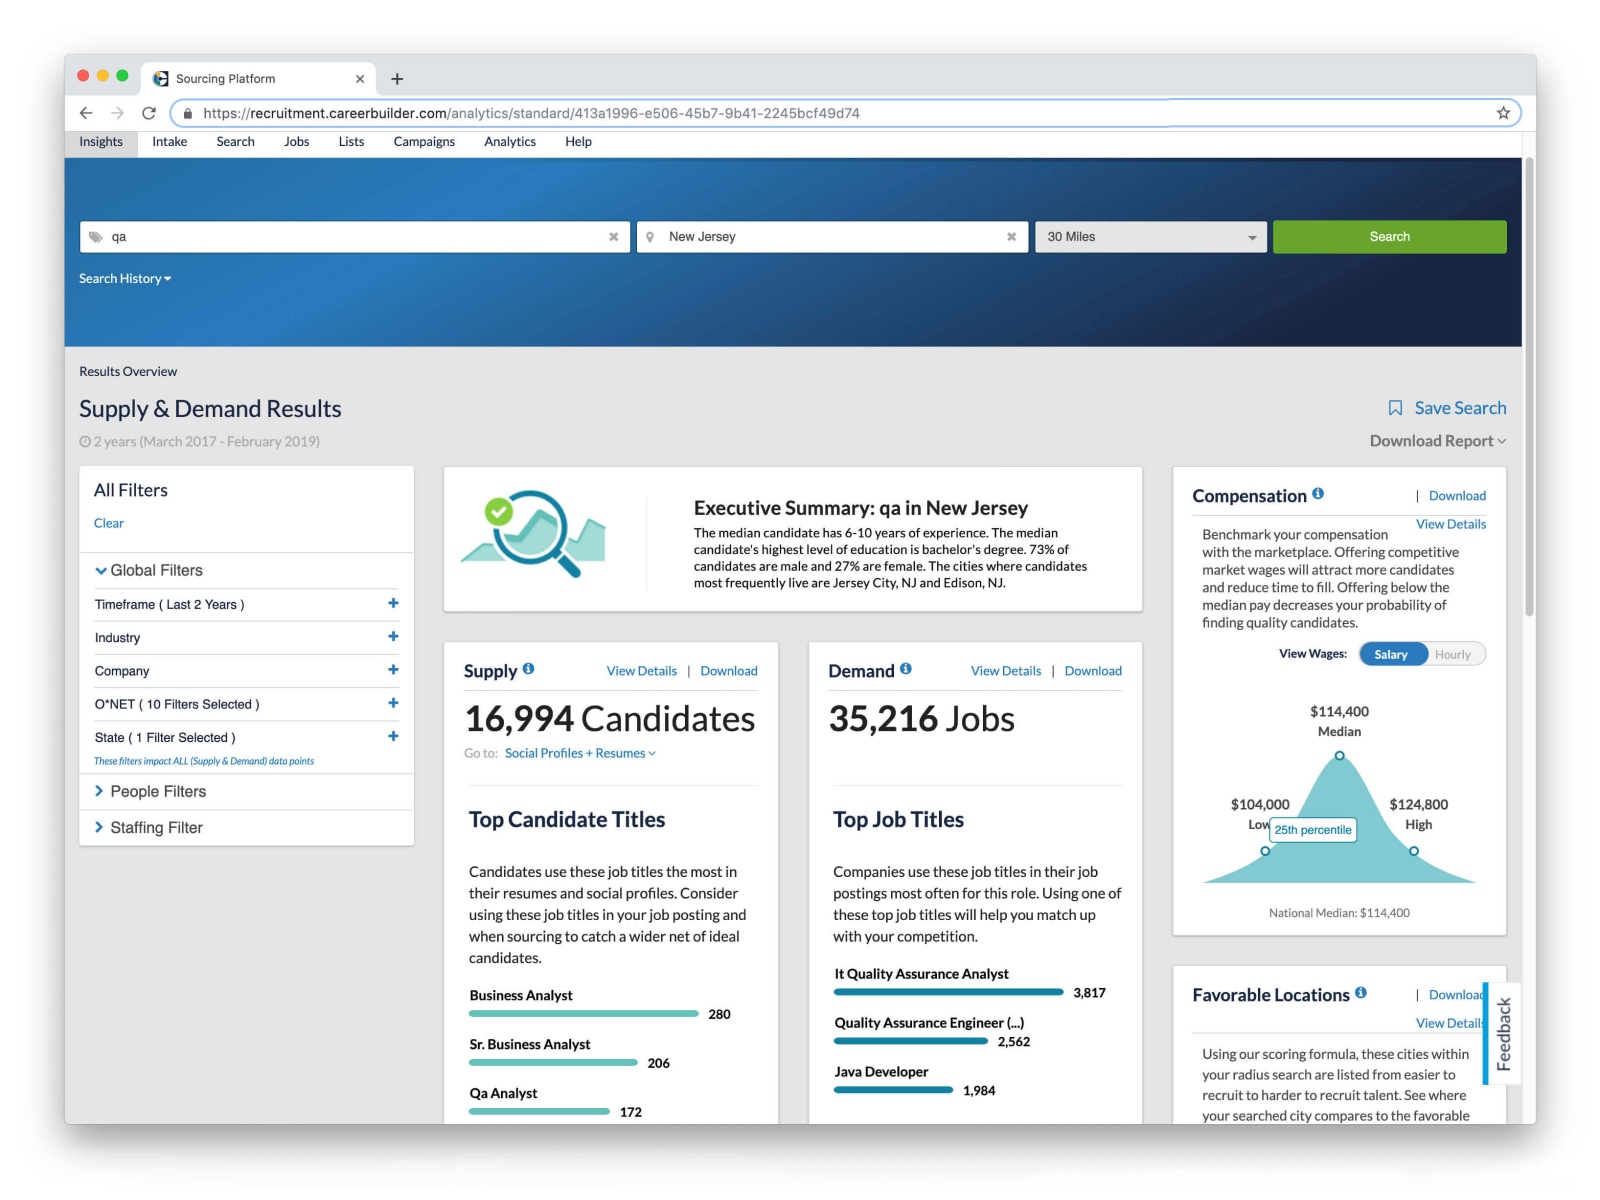 Sourcing Platform
https://recruitment.careerbuilder.com/analytics/standard/413a1996-e506-45b7-9b41-2245bcf49d74
Insights Intake Search Jobs Lists Campaigns Analytics Help
qa New Jersey 30 Miles Search
Search History
Results Overview
Supply & Demand Results
Save Search
2 years (March 2017 - February 2019)
Download Report
All Filters
Clear
Global Filters
Timeframe ( Last 2 Years )
Industry
Company
O*NET ( 10 Filters Selected )
State ( 1 Filter Selected )
These filters impact ALL (Supply & Demand) data points
People Filters
Staffing Filter
Executive Summary: qa in New Jersey
The median candidate has 6-10 years of experience. The median
candidate's highest level of education is bachelor's degree. 73% of
candidates are male and 27% are female. The cities where candidates
most frequently live are Jersey City, NJ and Edison, NJ.
Supply View Details | Download
16,994 Candidates
Go to: Social Profiles + Resumes
Top Candidate Titles
Candidates use these job titles the most in
their resumes and social profiles. Consider
using these job titles in your job posting and
when sourcing to catch a wider net of ideal
candidates.
Business Analyst
280
Sr. Business Analyst
206
Qa Analyst
172
Demand View Details | Download
35,216 Jobs
Top Job Titles
Companies use these job titles in their job
postings most often for this role. Using one of
these top job titles will help you match up
with your competition.
It Quality Assurance Analyst
3,817
Quality Assurance Engineer (...)
2,562
Java Developer
1,984
Compensation | Download
View Details
Benchmark your compensation
with the marketplace. Offering competitive
market wages will attract more candidates
and reduce time to fill. Offering below the
median pay decreases your probability of
finding quality candidates.
View Wages: Salary Hourly
$114,400
Median
$104,000 $124,800
Low High
25th percentile
National Median: $114,400
Favorable Locations | Download
View Details
Using our scoring formula, these cities within
your radius search are listed from easier to
recruit to harder to recruit talent. See where
your searched city compares to the favorable
Feedback